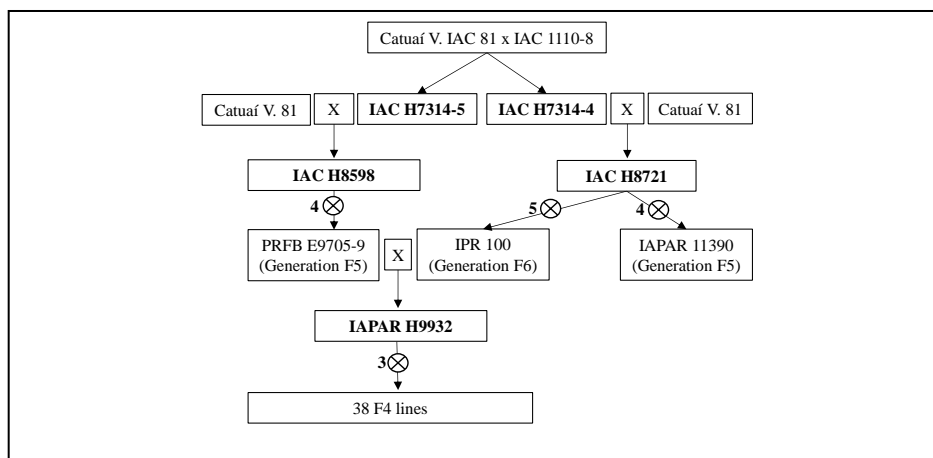 Catuaí V. IAC 81 x IAC 1110-8
Catuaí V. 81 X IAC H7314-5 IAC H7314-4 X Catuaí V. 81
IAC H8598 IAC H8721
4 5 4
PRFB E9705-9
(Generation F5)
X
IPR 100
(Generation F6)
IAPAR 11390
(Generation F5)
IAPAR H9932
3
38 F4 lines